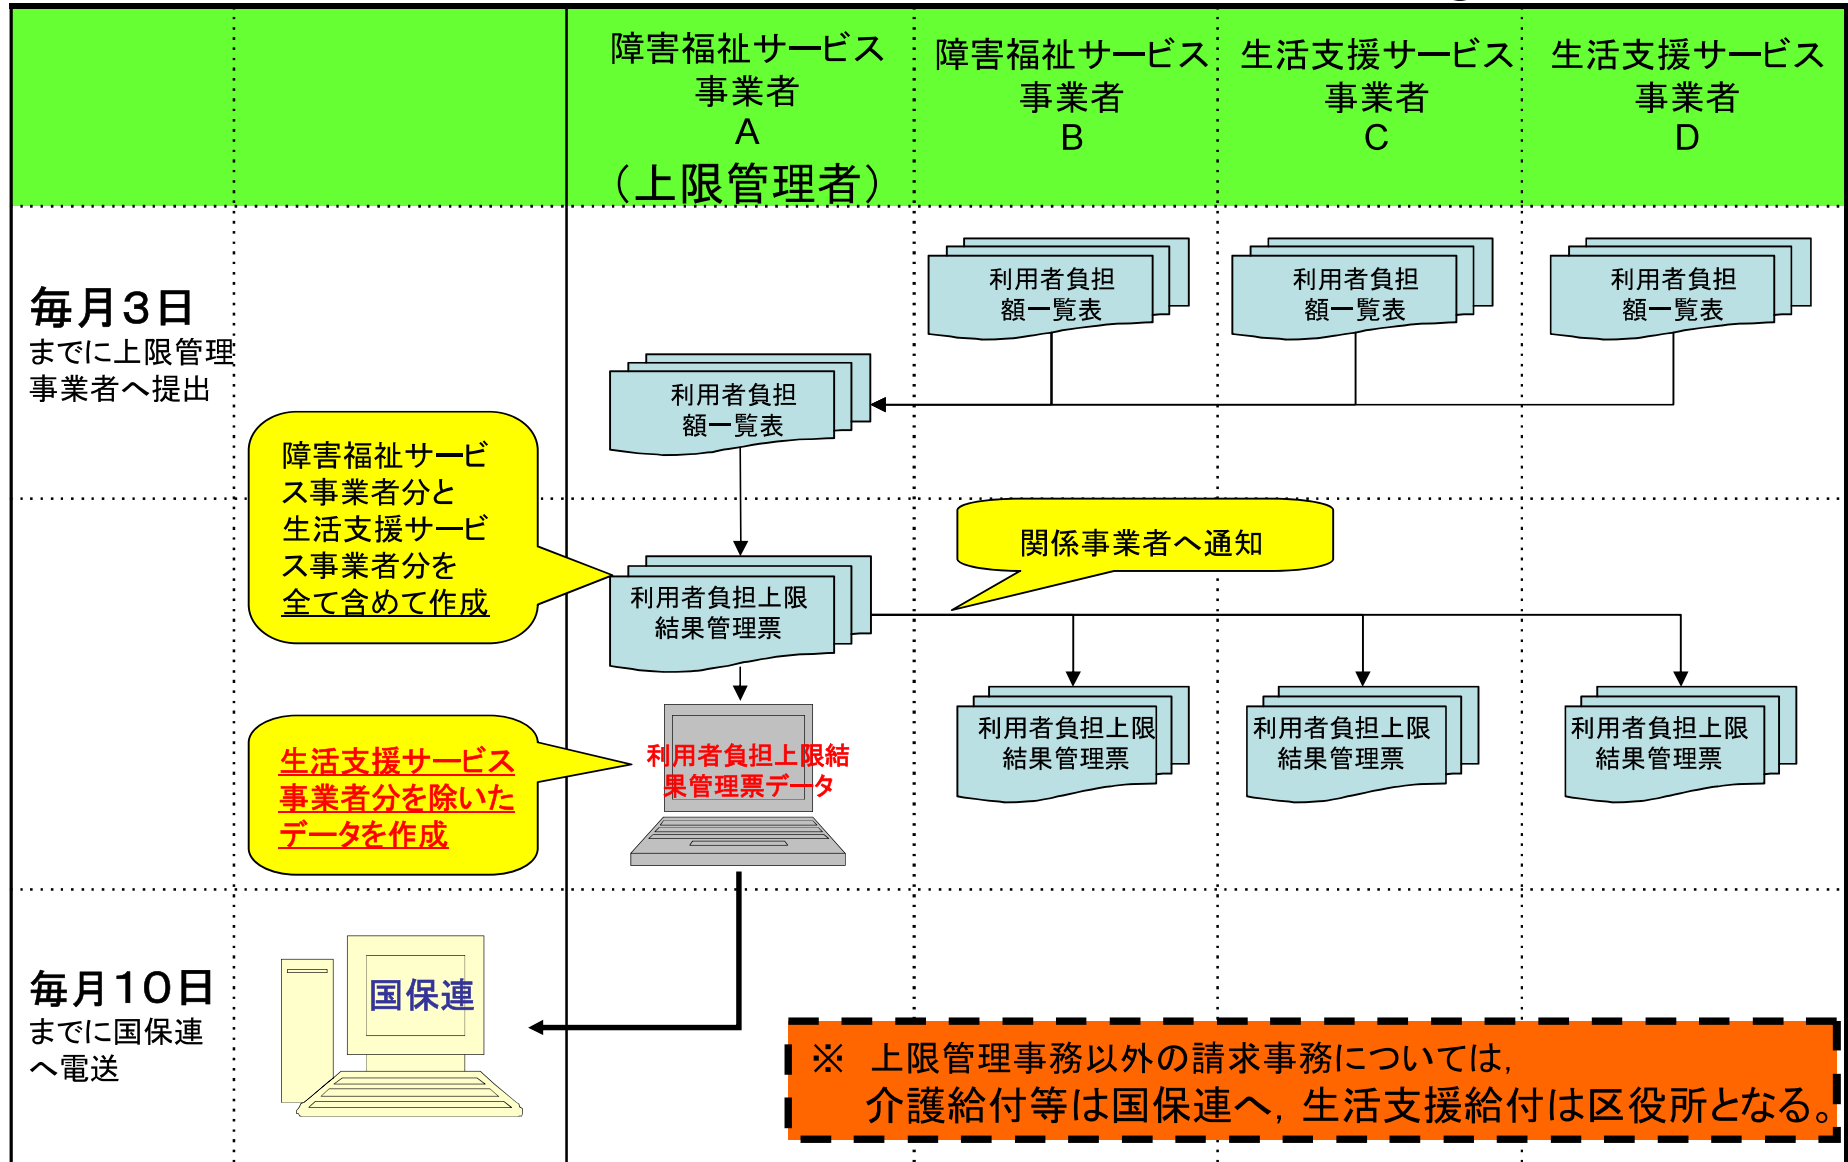 障害福祉サービス
事業者
A
（上限管理者）
障害福祉サービス
事業者
B
生活支援サービス
事業者
C
生活支援サービス
事業者
D
毎月３日
までに上限管理
事業者へ提出
利用者負担
額一覧表
利用者負担
額一覧表
利用者負担
額一覧表
利用者負担
額一覧表
障害福祉サービ
ス事業者分と
生活支援サービ
ス事業者分を
全て含めて作成
関係事業者へ通知
利用者負担上限
結果管理票
利用者負担上限
結果管理票
利用者負担上限
結果管理票
利用者負担上限
結果管理票
生活支援サービス
事業者分を除いた
データを作成
利用者負担上限結
果管理票データ
毎月１０日
までに国保連
へ電送
国保連
※　上限管理事務以外の請求事務については，
介護給付等は国保連へ，生活支援給付は区役所となる。